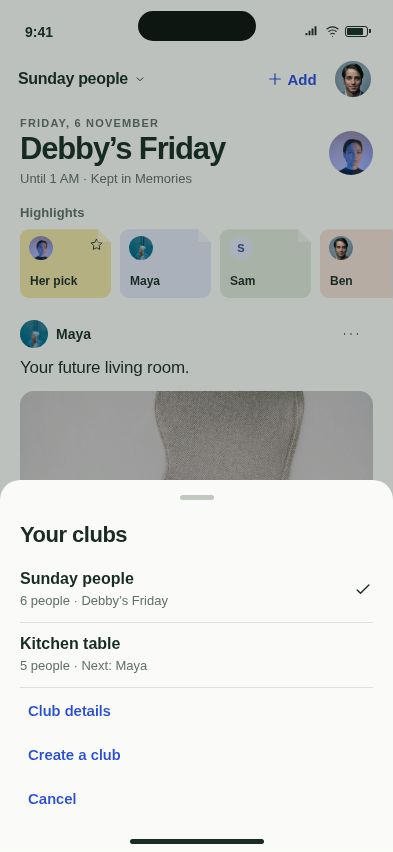 9:41
Sunday people
Add
FRIDAY, 6 NOVEMBER
Debby’s Friday
Until 1 AM · Kept in Memories
Highlights
Her pick
Maya
S
Sam
Ben
Maya
Your future living room.
Your clubs
Sunday people
6 people · Debby’s Friday
Kitchen table
5 people · Next: Maya
Club details
Create a club
Cancel